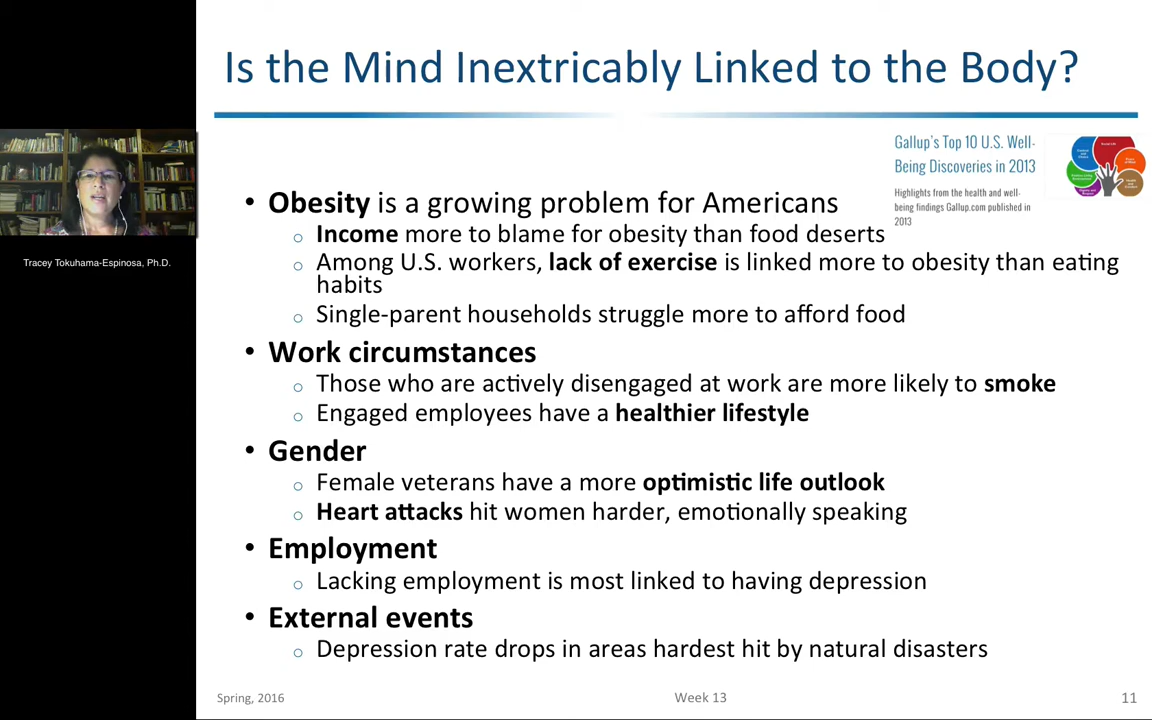 Is the Mind Inextricably Linked to the Body?
Gallup's Top 10 U.S. Well-
Being Discoveries in 2013
Highlights from the health and well-
being findings Gallup.com published in
2013
Tracey Tokuhama-Espinosa, Ph.D.
• Obesity is a growing problem for Americans
o Income more to blame for obesity than food deserts
o Among U.S. workers, lack of exercise is linked more to obesity than eating
habits
o Single-parent households struggle more to afford food
• Work circumstances
o Those who are actively disengaged at work are more likely to smoke
o Engaged employees have a healthier lifestyle
• Gender
o Female veterans have a more optimistic life outlook
o Heart attacks hit women harder, emotionally speaking
• Employment
o Lacking employment is most linked to having depression
• External events
o Depression rate drops in areas hardest hit by natural disasters
Spring, 2016
Week 13
11